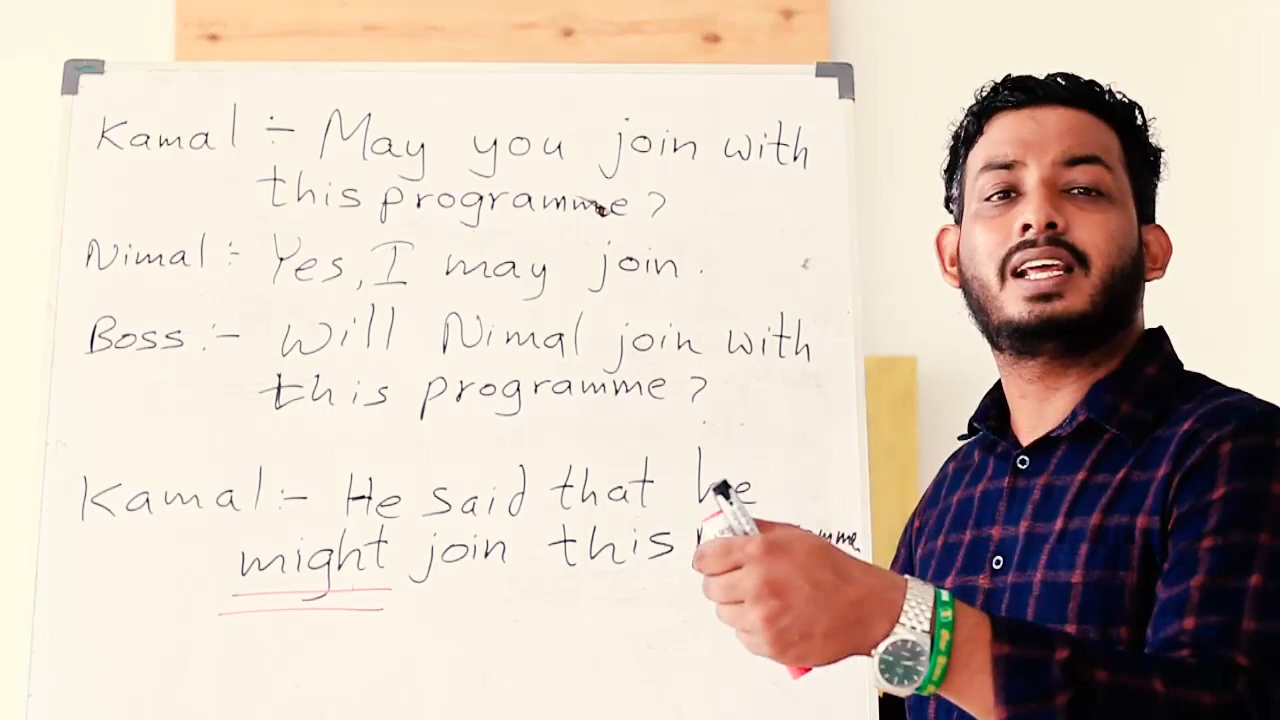 Kamal :- May you join with
this programme?
Nimal :- Yes, I may join.
Boss :- Will Nimal join with
this programme?
Kamal :- He said that he
might join this